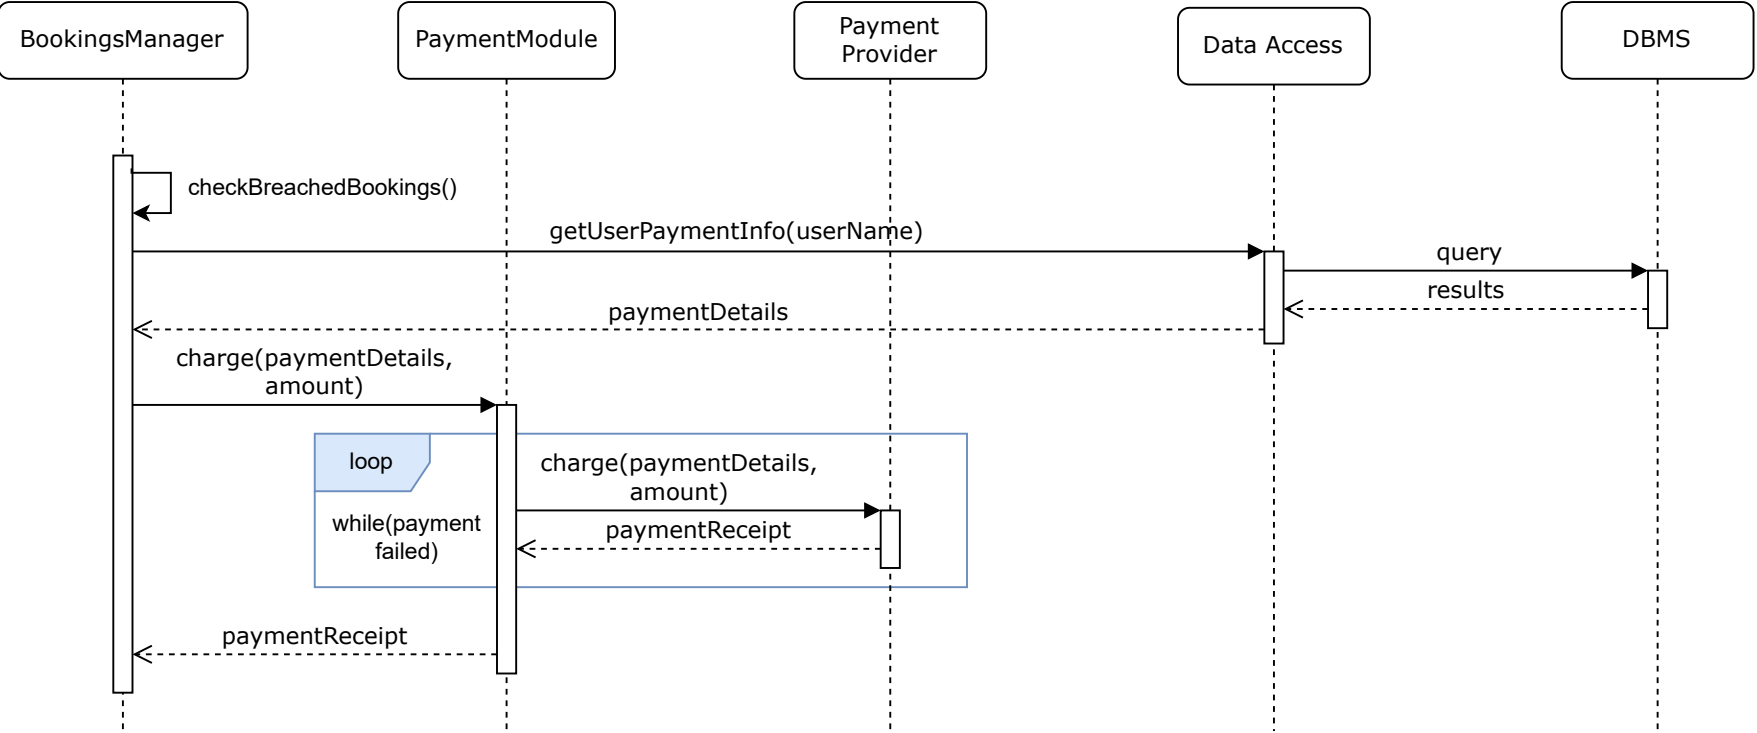 BookingsManager
PaymentModule
Payment
Provider
Data Access
DBMS
checkBreachedBookings()
getUserPaymentInfo(userName)
query
results
paymentDetails
charge(paymentDetails,
amount)
loop
charge(paymentDetails,
amount)
while(payment
failed)
paymentReceipt
paymentReceipt